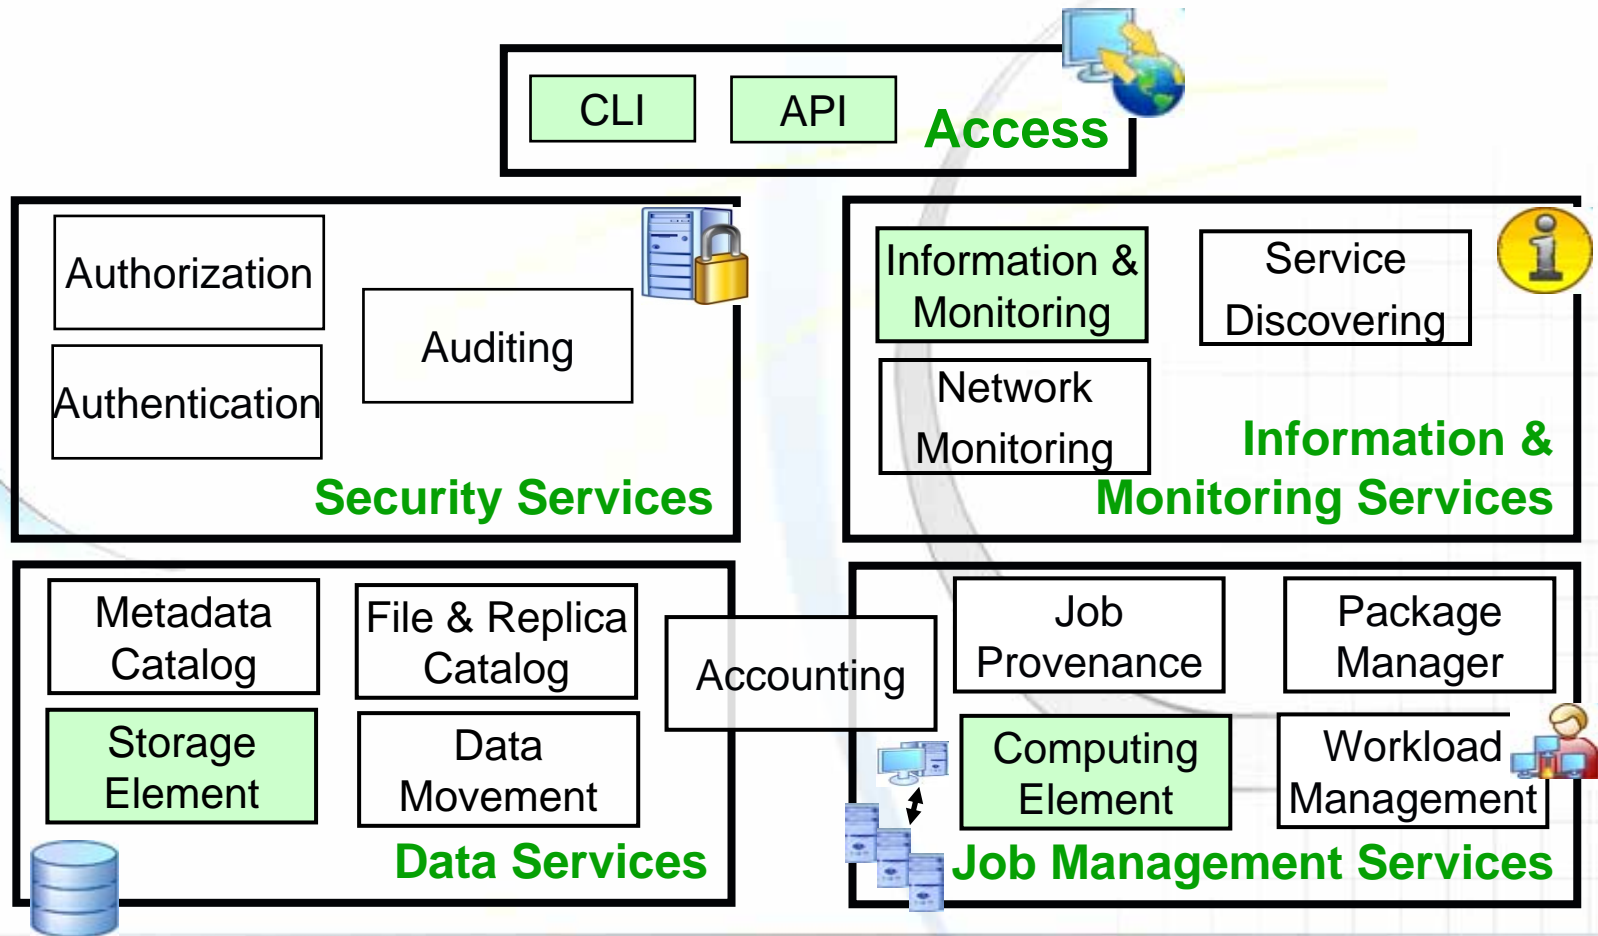 CLI
API
Access
Authorization
Authentication
Auditing
Security Services
Information &
Monitoring
Service
Discovering
Network
Monitoring
Information &
Monitoring Services
Metadata
Catalog
File & Replica
Catalog
Storage
Element
Data
Movement
Data Services
Accounting
Job
Provenance
Package
Manager
Computing
Element
Workload
Management
Job Management Services